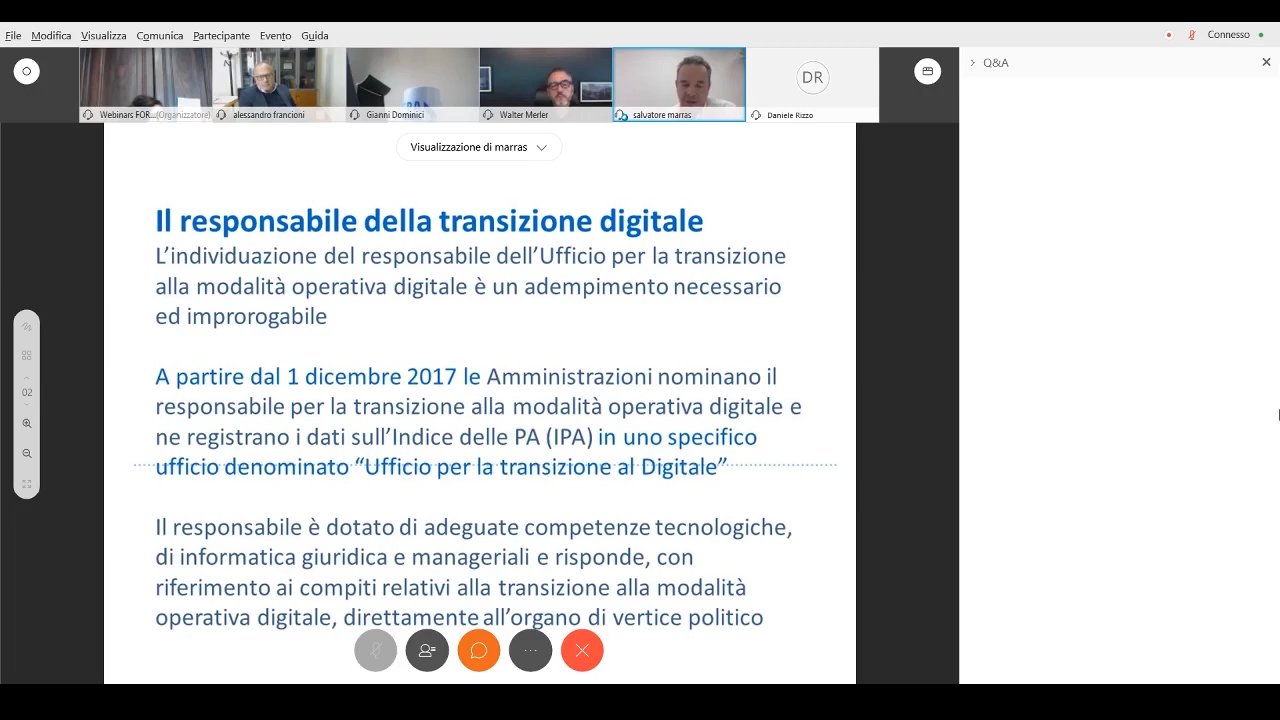 File Modifica Visualizza Comunica Partecipante Evento Guida
Connesso
Q&A
Webinars FOR...(Organizzatore)
alessandro francioni
Gianni Dominici
Walter Merler
salvatore marras
DR
Daniele Rizzo
Visualizzazione di marras
Il responsabile della transizione digitale
L’individuazione del responsabile dell’Ufficio per la transizione
alla modalità operativa digitale è un adempimento necessario
ed improrogabile
A partire dal 1 dicembre 2017 le Amministrazioni nominano il
responsabile per la transizione alla modalità operativa digitale e
ne registrano i dati sull’Indice delle PA (IPA) in uno specifico
ufficio denominato “Ufficio per la transizione al Digitale”
Il responsabile è dotato di adeguate competenze tecnologiche,
di informatica giuridica e manageriali e risponde, con
riferimento ai compiti relativi alla transizione alla modalità
operativa digitale, direttamente all’organo di vertice politico
02